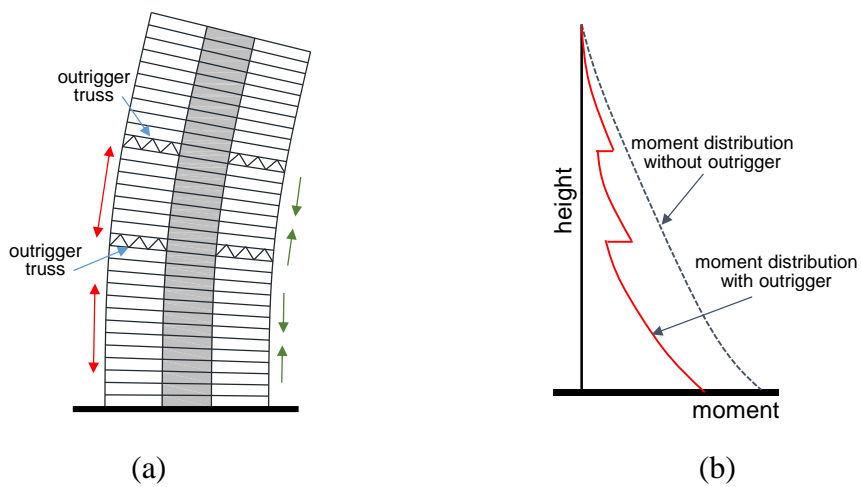 outrigger
truss
outrigger
truss
(a)
height
moment distribution
without outrigger
moment distribution
with outrigger
moment
(b)